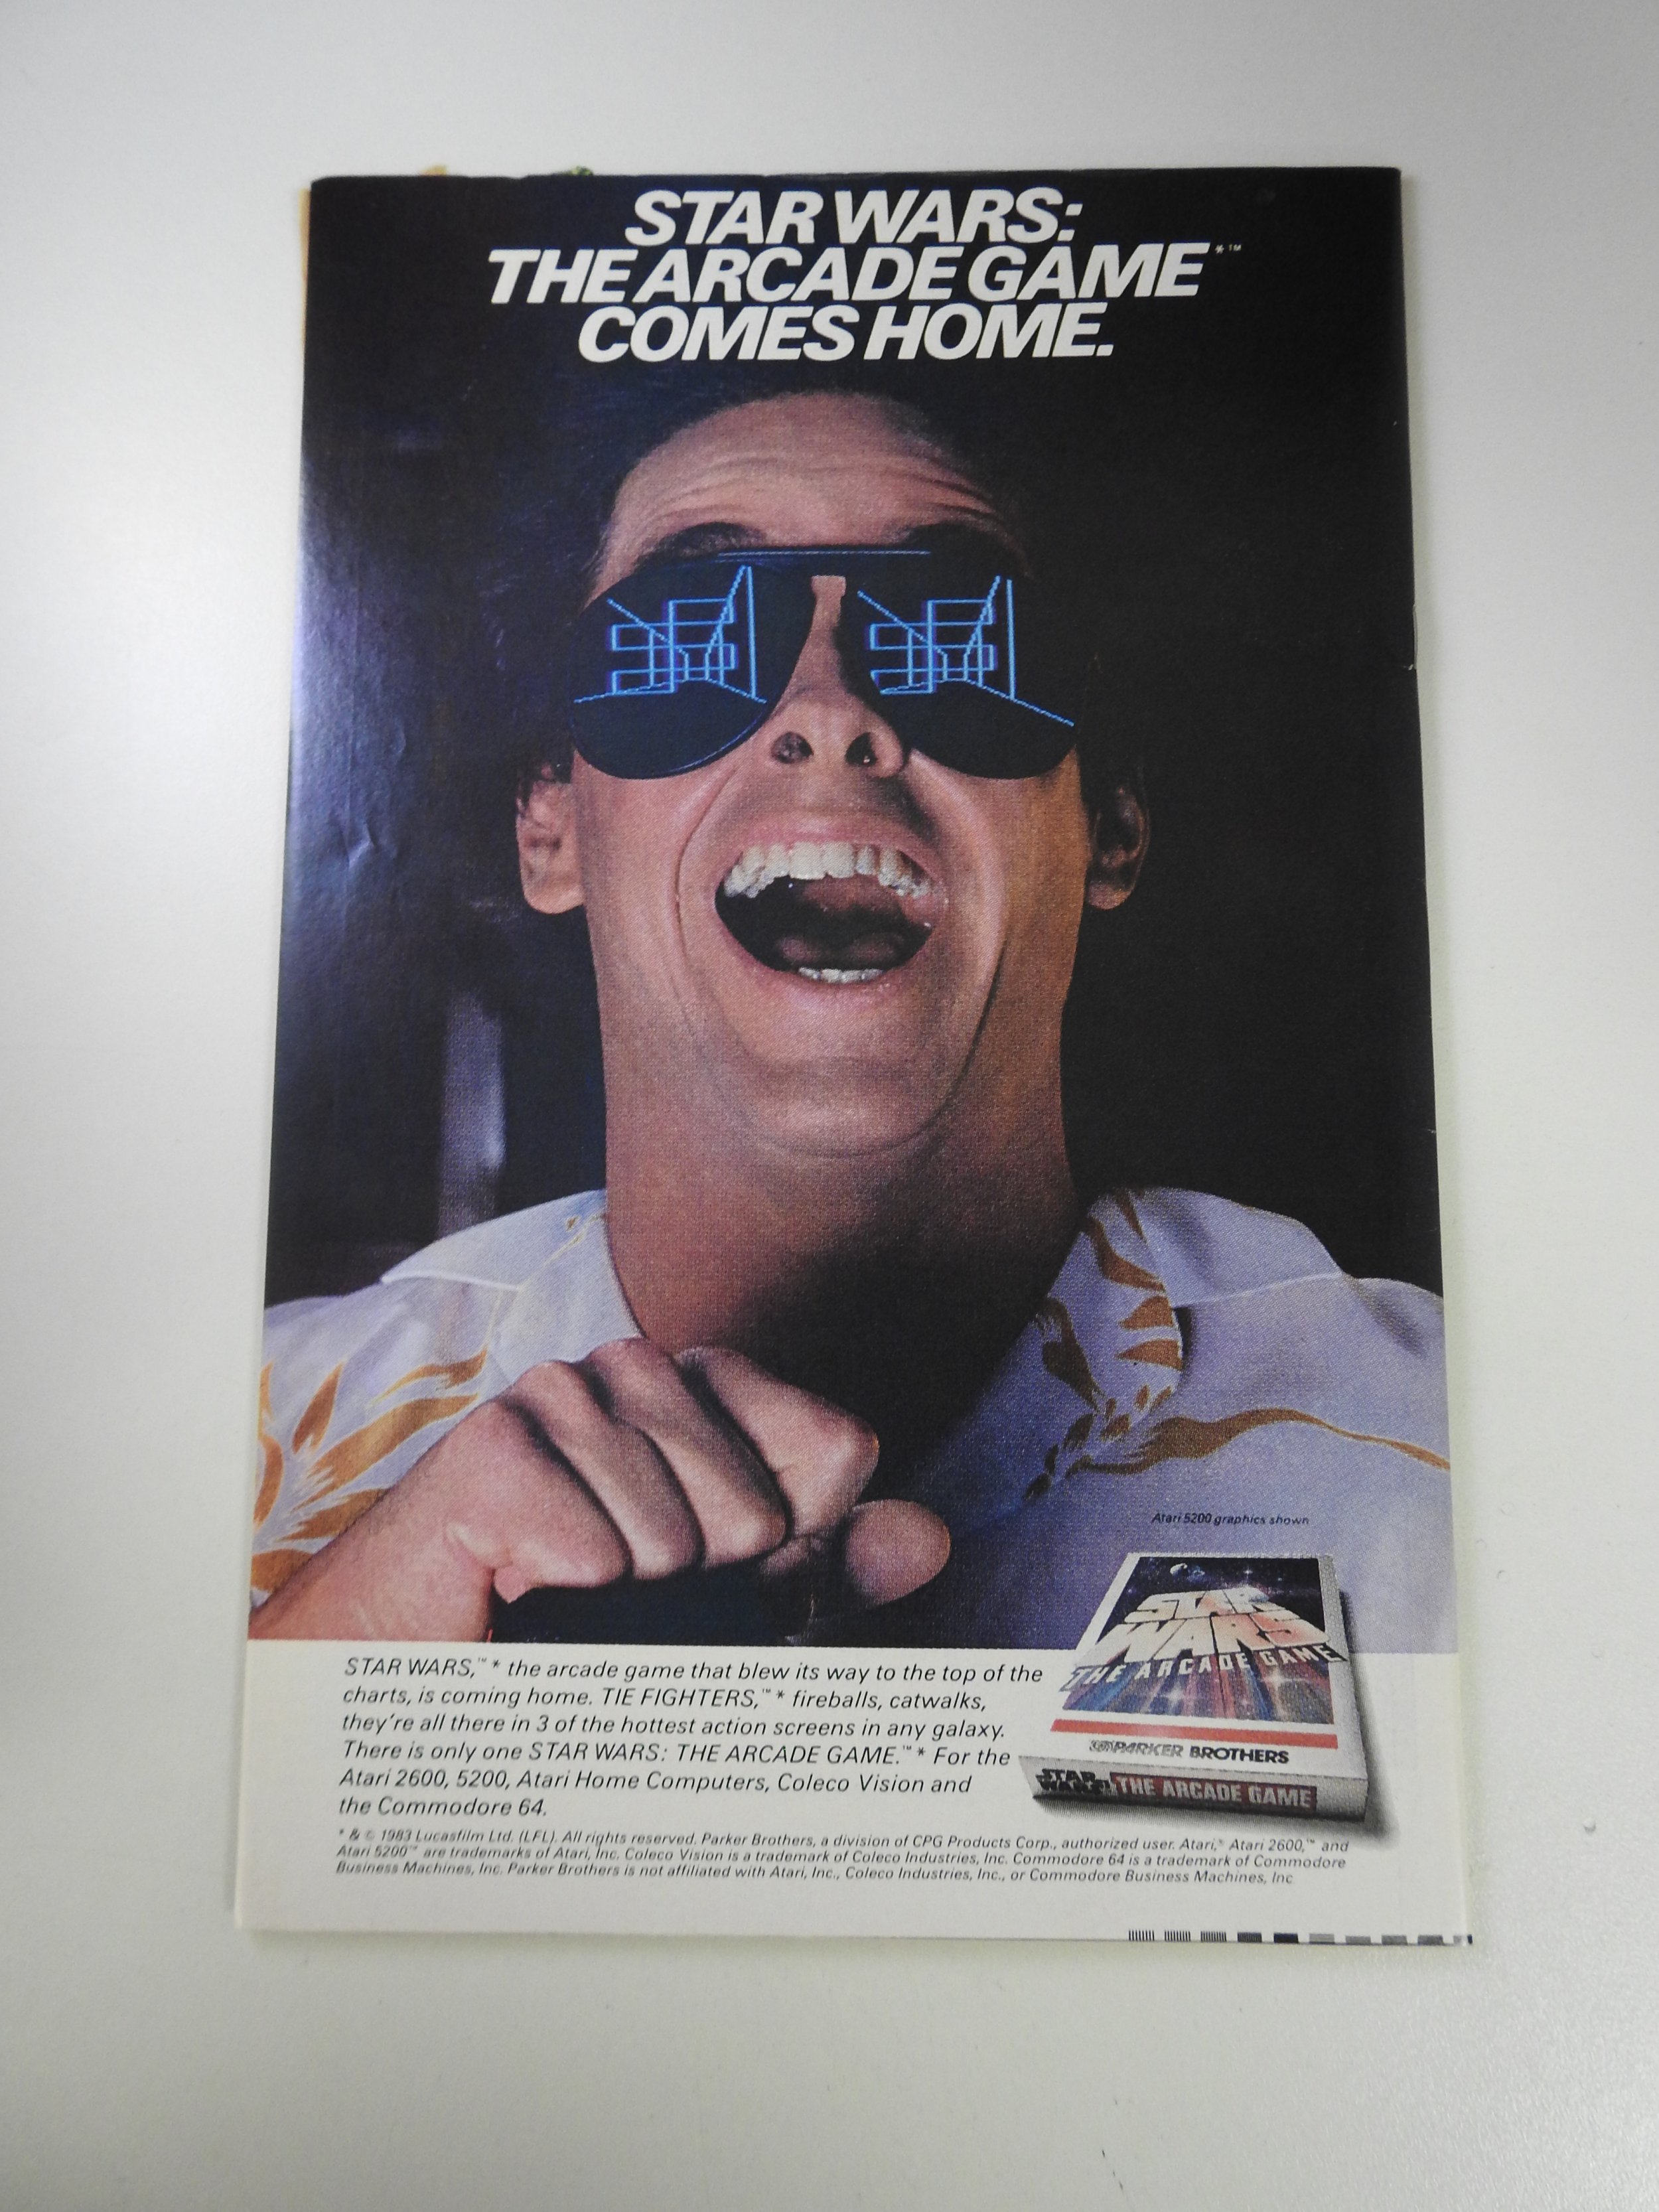 STAR WARS:
THE ARCADE GAME*™
COMES HOME.
Atari 5200 graphics shown
STAR WARS
THE ARCADE GAME
PARKER BROTHERS
STAR WARS THE ARCADE GAME
STAR WARS,™* the arcade game that blew its way to the top of the
charts, is coming home. TIE FIGHTERS,™* fireballs, catwalks,
they're all there in 3 of the hottest action screens in any galaxy.
There is only one STAR WARS: THE ARCADE GAME.™* For the
Atari 2600, 5200, Atari Home Computers, Coleco Vision and
the Commodore 64.
* & © 1983 Lucasfilm Ltd. (LFL). All rights reserved. Parker Brothers, a division of CPG Products Corp., authorized user. Atari,® Atari 2600,™ and
Atari 5200™ are trademarks of Atari, Inc. Coleco Vision is a trademark of Coleco Industries, Inc. Commodore 64 is a trademark of Commodore
Business Machines, Inc. Parker Brothers is not affiliated with Atari, Inc., Coleco Industries, Inc., or Commodore Business Machines, Inc